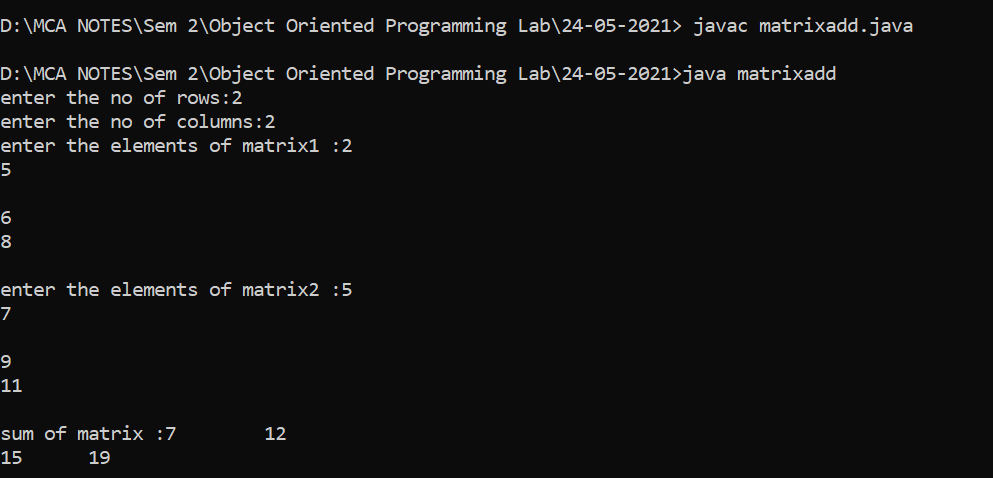 D:\MCA NOTES\Sem 2\Object Oriented Programming Lab\24-05-2021> javac matrixadd.java
D:\MCA NOTES\Sem 2\Object Oriented Programming Lab\24-05-2021>java matrixadd
enter the no of rows:2
enter the no of columns:2
enter the elements of matrix1 :2
5
6
8
enter the elements of matrix2 :5
7
9
11
sum of matrix :7        12
15      19